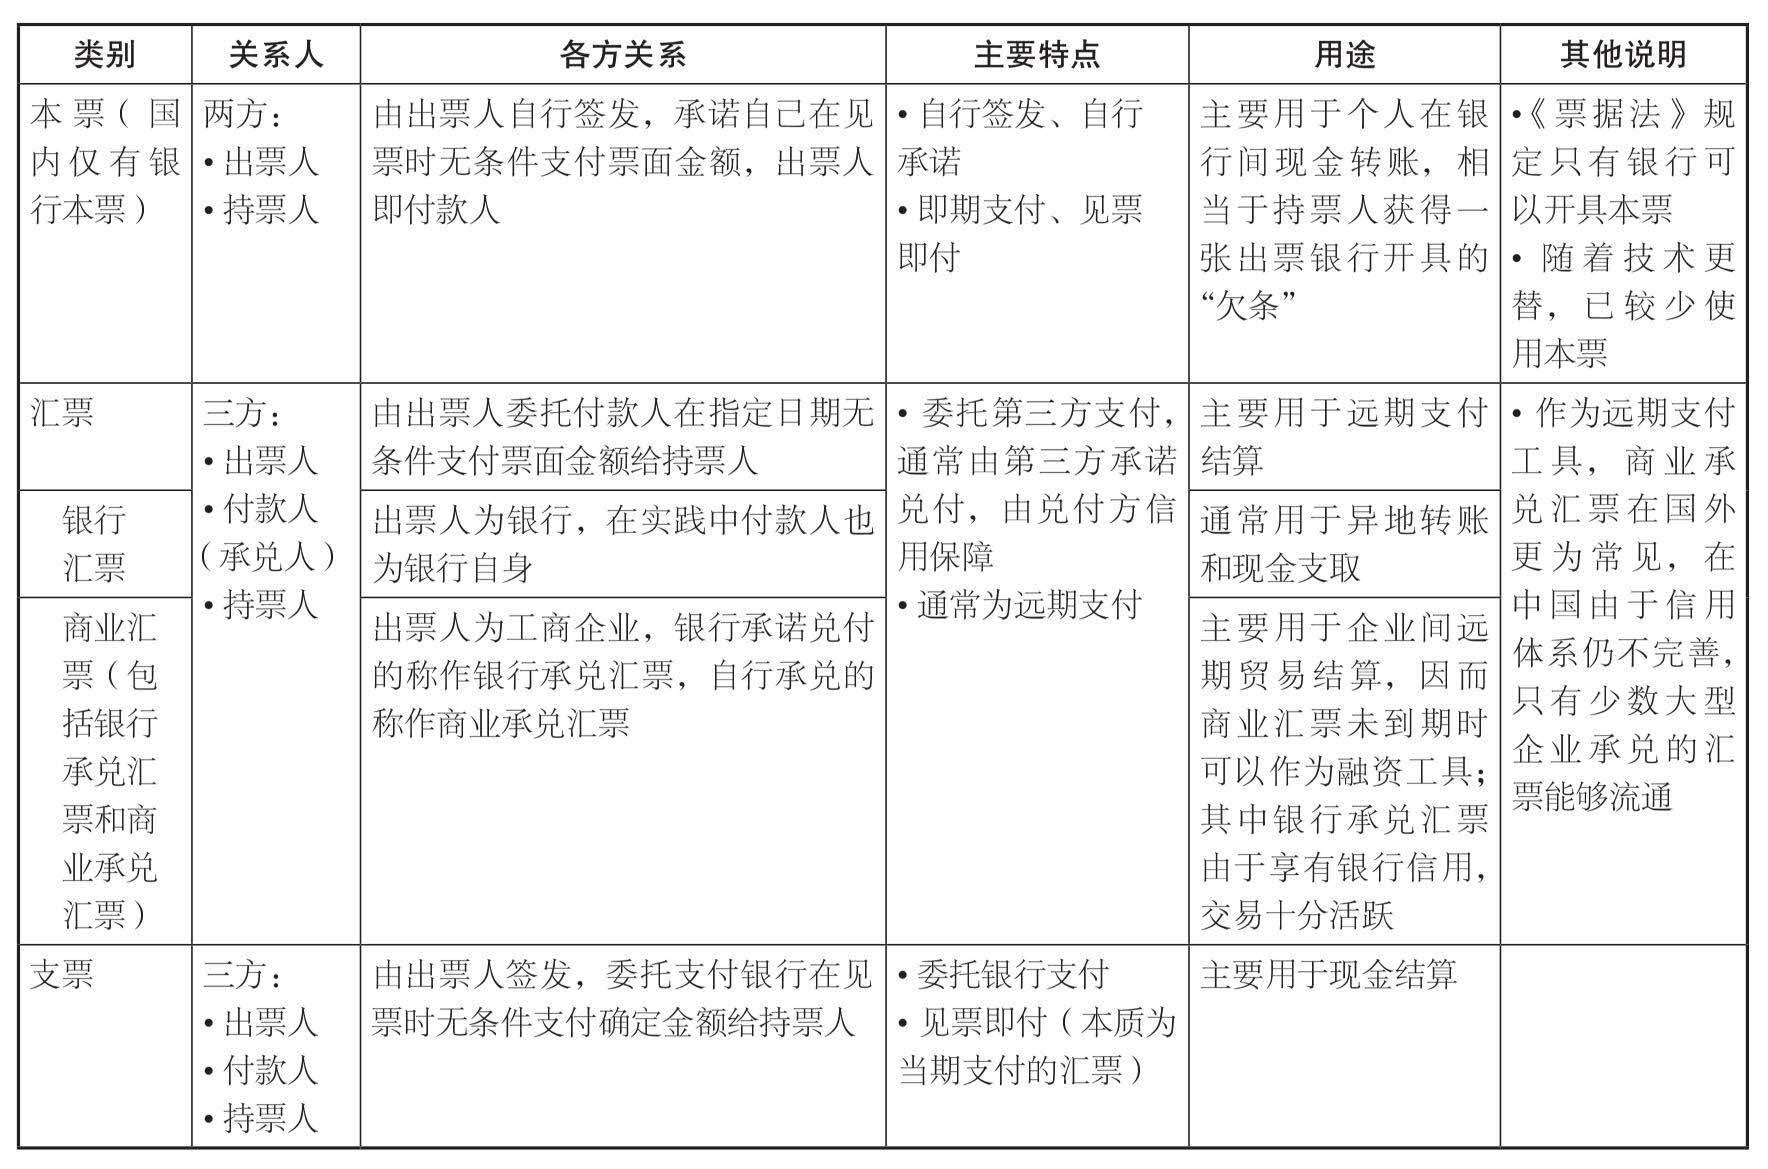 类别
关系人
各方关系
主要特点
用途
其他说明
本票（国
内仅有银
行本票）
两方：
• 出票人
• 持票人
由出票人自行签发，承诺自己在见
票时无条件支付票面金额，出票人
即付款人
• 自行签发、自行
承诺
• 即期支付、见票
即付
主要用于个人在银
行间现金转账，相
当于持票人获得一
张出票银行开具的
“欠条”
•《票据法》规
定只有银行可
以开具本票
• 随着技术更
替，已较少使
用本票
汇票
三方：
• 出票人
• 付款人
（承兑人）
• 持票人
由出票人委托付款人在指定日期无
条件支付票面金额给持票人
• 委托第三方支付，
通常由第三方承诺
兑付，由兑付方信
用保障
• 通常为远期支付
主要用于远期支付
结算
• 作为远期支付
工具，商业承
兑汇票在国外
更为常见，在
中国由于信用
体系仍不完善，
只有少数大型
企业承兑的汇
票能够流通
银行
汇票
出票人为银行，在实践中付款人也
为银行自身
通常用于异地转账
和现金支取
商业汇
票（包
括银行
承兑汇
票和商
业承兑
汇票）
出票人为工商企业，银行承诺兑付
的称作银行承兑汇票，自行承兑的
称作商业承兑汇票
主要用于企业间远
期贸易结算，因而
商业汇票未到期时
可以作为融资工具；
其中银行承兑汇票
由于享有银行信用，
交易十分活跃
支票
三方：
• 出票人
• 付款人
• 持票人
由出票人签发，委托支付银行在见
票时无条件支付确定金额给持票人
• 委托银行支付
• 见票即付（本质为
当期支付的汇票）
主要用于现金结算